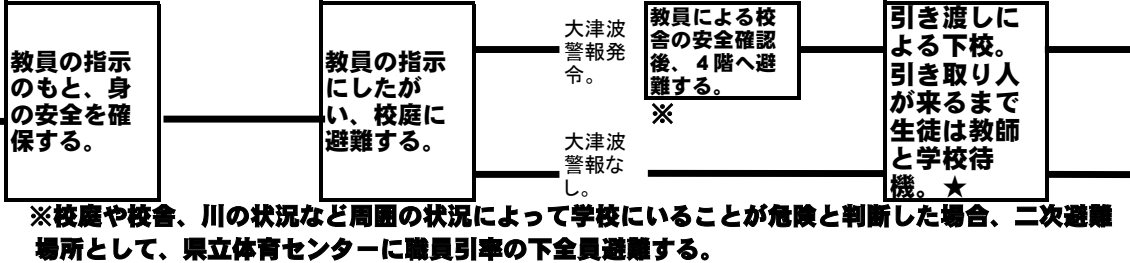 教員の指示
のもと、身
の安全を確
保する。
教員の指示
にしたが
い、校庭に
避難する。
大津波
警報発
令。
教員による校
舎の安全確認
後、４階へ避
難する。
※
大津波
警報な
し。
引き渡しに
よる下校。
引き取り人
が来るまで
生徒は教師
と学校待
機。★
※校庭や校舎、川の状況など周囲の状況によって学校にいることが危険と判断した場合、二次避難
場所として、県立体育センターに職員引率の下全員避難する。